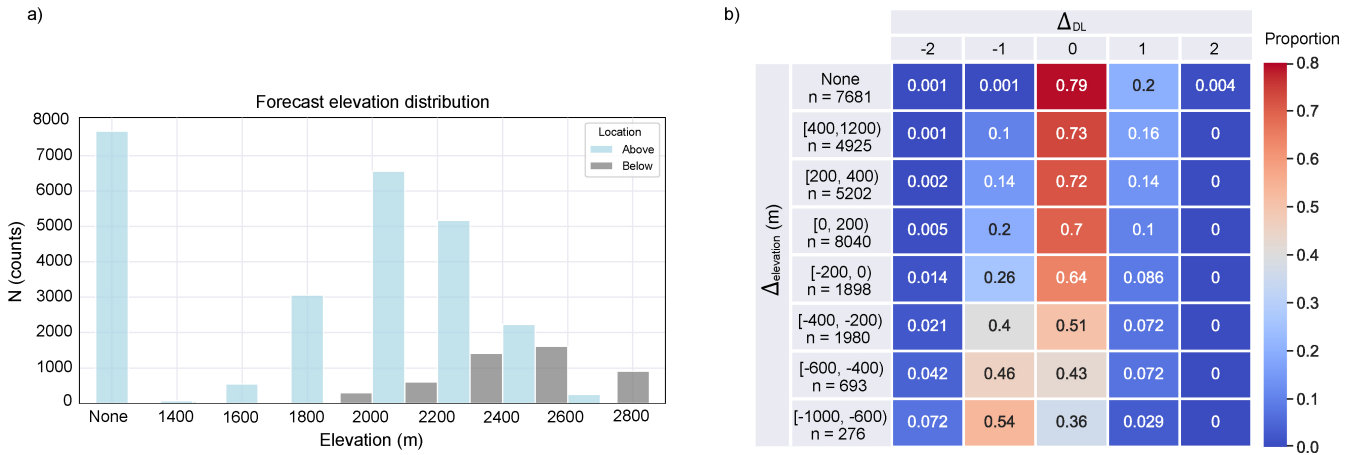 a)
Forecast elevation distribution
N (counts)
8000
7000
6000
5000
4000
3000
2000
1000
0
Location
Above
Below
None
1400
1600
1800
2000
2200
2400
2600
2800
Elevation (m)
b)
ΔDL
-2 -1 0 1 2
Δelevation (m)
None
n = 7681
0.001 0.001 0.79 0.2 0.004
[400,1200)
n = 4925
0.001 0.1 0.73 0.16 0
[200, 400)
n = 5202
0.002 0.14 0.72 0.14 0
[0, 200)
n = 8040
0.005 0.2 0.7 0.1 0
[-200, 0)
n = 1898
0.014 0.26 0.64 0.086 0
[-400, -200)
n = 1980
0.021 0.4 0.51 0.072 0
[-600, -400)
n = 693
0.042 0.46 0.43 0.072 0
[-1000, -600)
n = 276
0.072 0.54 0.36 0.029 0
Proportion
0.8
0.7
0.6
0.5
0.4
0.3
0.2
0.1
0.0